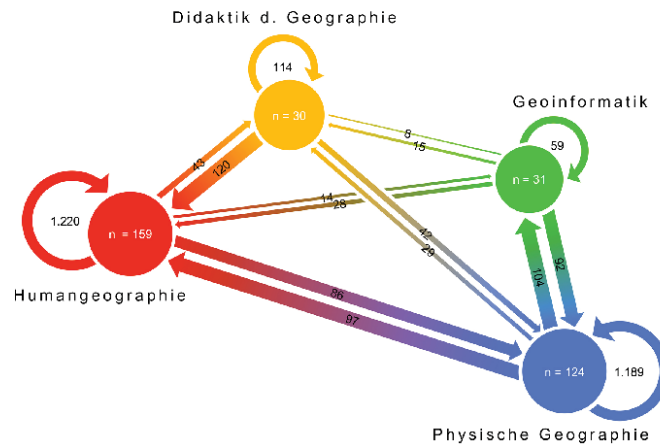 Didaktik d. Geographie
114
n = 30
Geoinformatik
8
15
59
n = 31
43
120
14
28
1.220
n = 159
42
29
104
92
Humangeographie
86
97
n = 124
1.189
Physische Geographie